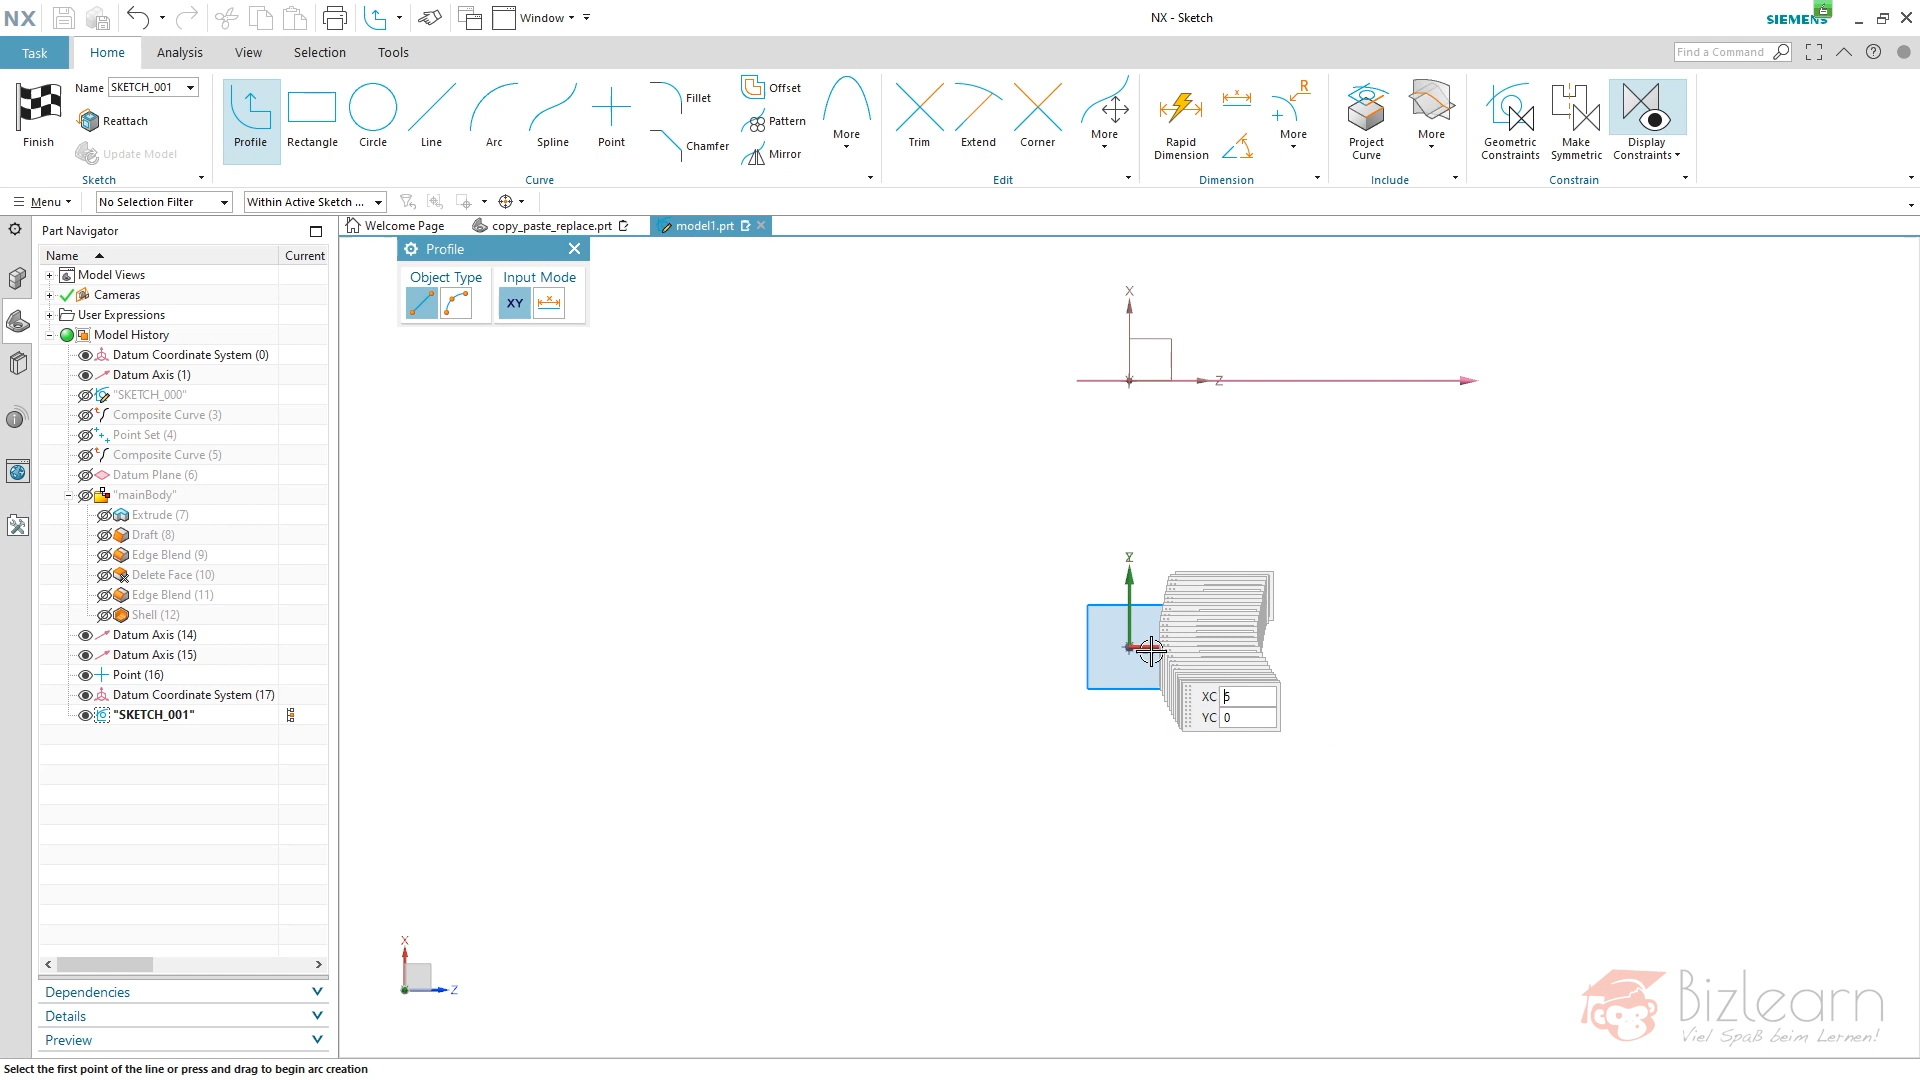 NX
Window
NX - Sketch
SIEMENS
Task
Home
Analysis
View
Selection
Tools
Find a Command
Finish
Name
SKETCH_001
Reattach
Update Model
Sketch
Profile
Rectangle
Circle
Line
Arc
Spline
Point
Fillet
Chamfer
Offset
Pattern
Mirror
More
Curve
Trim
Extend
Corner
More
Edit
Rapid
Dimension
More
Dimension
Project
Curve
More
Include
Geometric
Constraints
Make
Symmetric
Display
Constraints
Constrain
Menu
No Selection Filter
Within Active Sketch ...
Part Navigator
Name
Current
Model Views
Cameras
User Expressions
Model History
Datum Coordinate System (0)
Datum Axis (1)
"SKETCH_000"
Composite Curve (3)
Point Set (4)
Composite Curve (5)
Datum Plane (6)
"mainBody"
Extrude (7)
Draft (8)
Edge Blend (9)
Delete Face (10)
Edge Blend (11)
Shell (12)
Datum Axis (14)
Datum Axis (15)
Point (16)
Datum Coordinate System (17)
"SKETCH_001"
Dependencies
Details
Preview
Welcome Page
copy_paste_replace.prt
model1.prt
Profile
Object Type
Input Mode
XY
X
Z
XC 5
YC 0
X
Z
Bizlearn
Viel Spaß beim Lernen!
Select the first point of the line or press and drag to begin arc creation